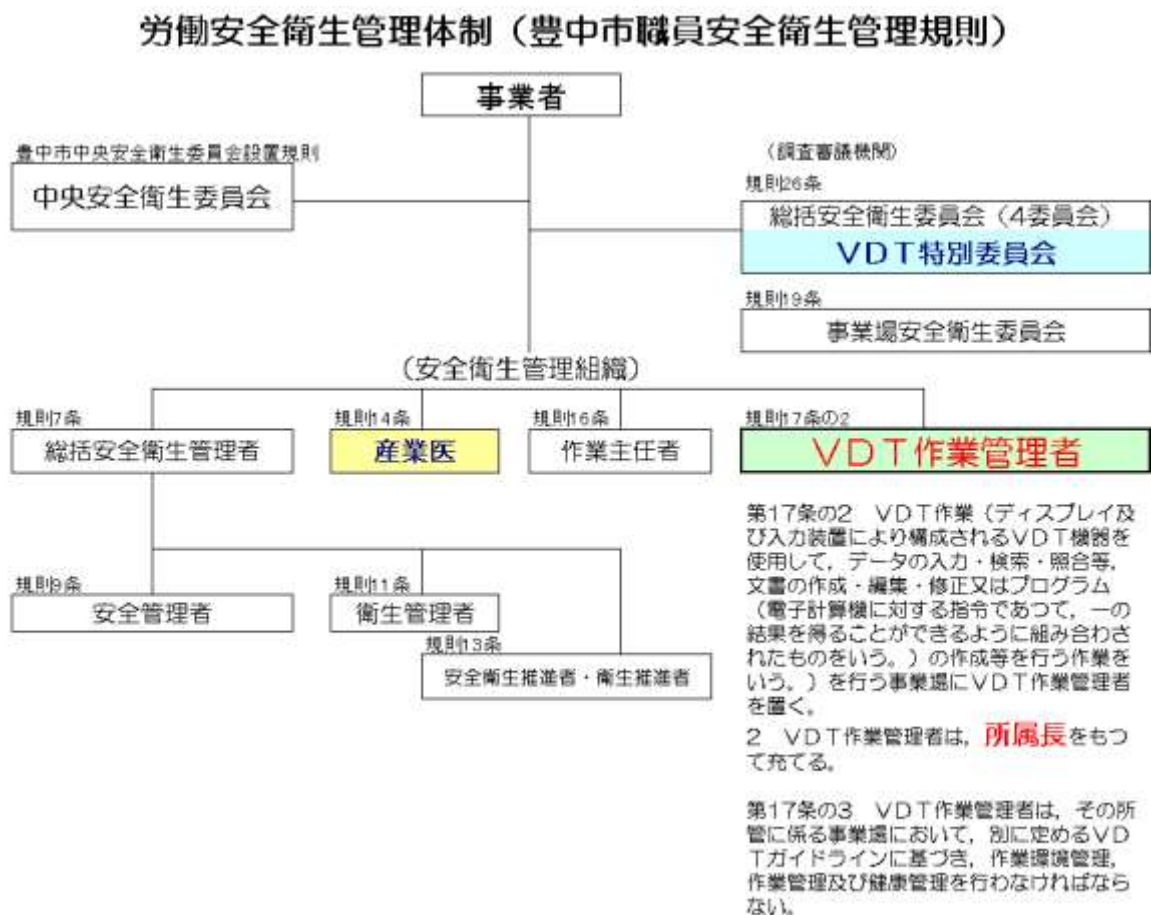 労働安全衛生管理体制（豊中市職員安全衛生管理規則）
事業者
豊中市中央安全衛生委員会設置規則
中央安全衛生委員会
（調査審議機関）
規則26条
総括安全衛生委員会（4委員会）
ＶＤＴ特別委員会
規則19条
事業場安全衛生委員会
（安全衛生管理組織）
規則7条
総括安全衛生管理者
規則14条
産業医
規則16条
作業主任者
規則17条の2
ＶＤＴ作業管理者
規則9条
安全管理者
規則11条
衛生管理者
規則13条
安全衛生推進者・衛生推進者
第17条の2　ＶＤＴ作業（ディスプレイ及
び入力装置により構成されるＶＤＴ機器を
使用して，データの入力・検索・照合等，
文書の作成・編集・修正又はプログラム
（電子計算機に対する指令であつて，一の
結果を得ることができるように組み合わさ
れたものをいう。）の作成等を行う作業を
いう。）を行う事業場にＶＤＴ作業管理者
を置く。
2　ＶＤＴ作業管理者は，所属長をもつ
て充てる。
第17条の3　ＶＤＴ作業管理者は，その所
管に係る事業場において，別に定めるＶＤ
Ｔガイドラインに基づき，作業環境管理，
作業管理及び健康管理を行わなければなら
ない。